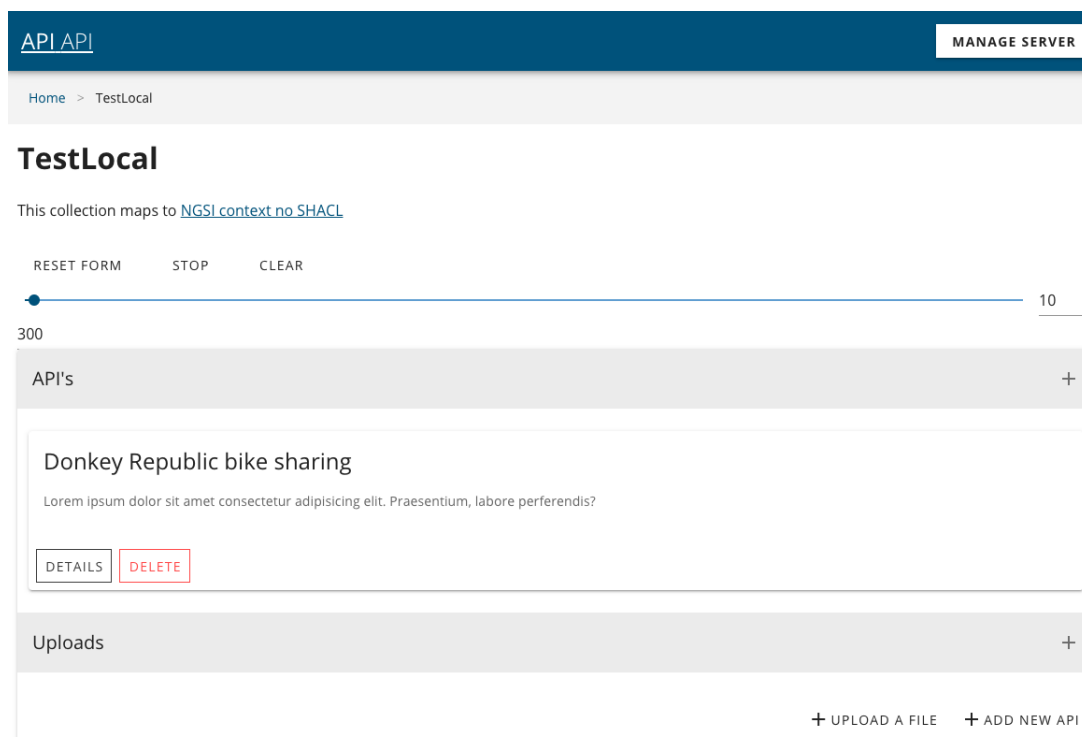 API API
MANAGE SERVER
Home > TestLocal
TestLocal
This collection maps to NGSI context no SHACL
RESET FORM STOP CLEAR
10
300
API's +
Donkey Republic bike sharing
Lorem ipsum dolor sit amet consectetur adipisicing elit. Praesentium, labore perferendis?
DETAILS DELETE
Uploads +
+ UPLOAD A FILE + ADD NEW API